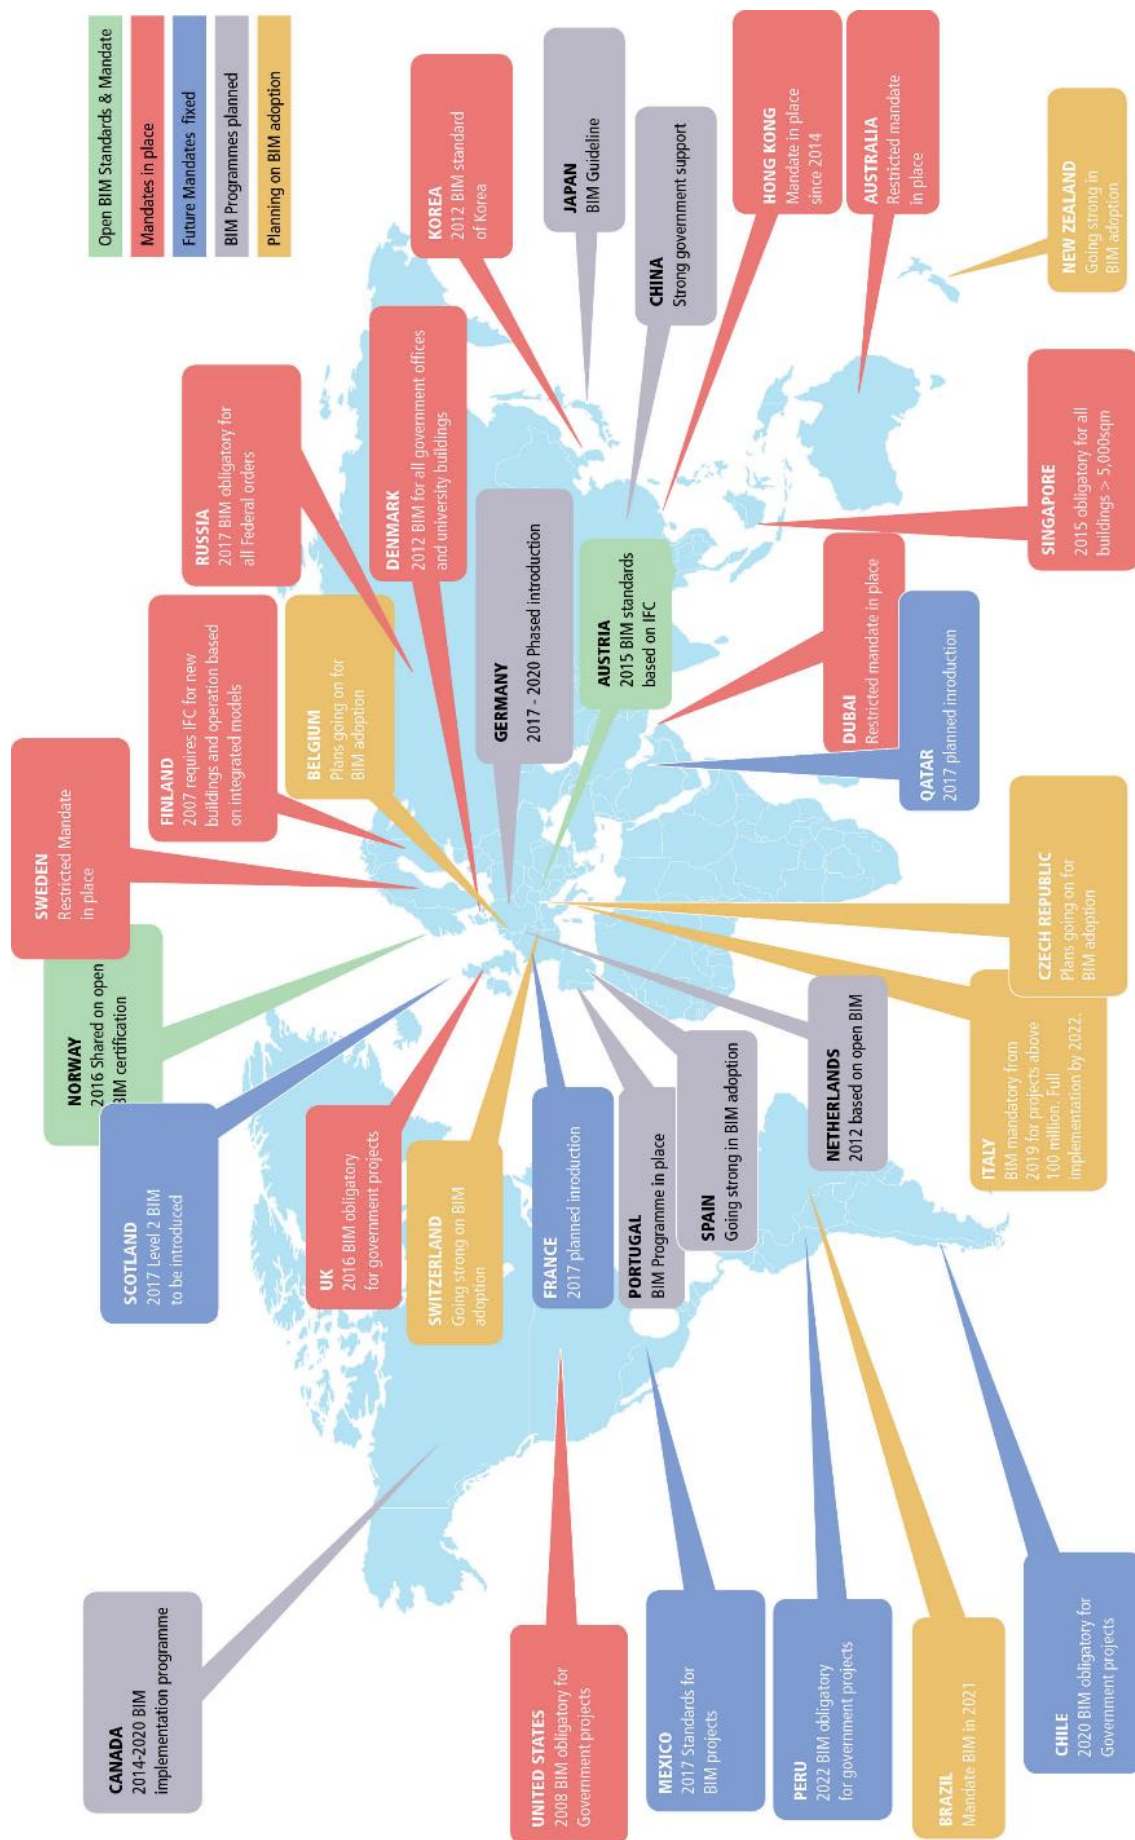 Open BIM Standards & Mandate
Mandates in place
Future Mandates fixed
BIM Programmes planned
Planning on BIM adoption
CANADA
2014-2020 BIM
implementation programme
UNITED STATES
2008 BIM obligatory for
Government projects
MEXICO
2017 Standards for
BIM projects
PERU
2022 BIM obligatory
for government projects
BRAZIL
Mandate BIM in 2021
CHILE
2020 BIM obligatory for
Government projects
SCOTLAND
2017 Level 2 BIM
to be introduced
NORWAY
2016 Shared on open
BIM certification
SWEDEN
Restricted Mandate
in place
UK
2016 BIM obligatory
for government projects
SWITZERLAND
Going strong on BIM
adoption
FRANCE
2017 planned inroduction
PORTUGAL
BIM Programme in place
SPAIN
Going strong in BIM adoption
NETHERLANDS
2012 based on open BIM
ITALY
BIM mandatory from
2019 for projects above
100 million. Full
implementation by 2022.
CZECH REPUBLIC
Plans going on for
BIM adoption
FINLAND
2007 requires IFC for new
buildings and operation based
on integrated models
RUSSIA
2017 BIM obligatory for
all Federal orders
BELGIUM
Plans going on for
BIM adoption
DENMARK
2012 BIM for all government offices
and university buildings
GERMANY
2017 - 2020 Phased introduction
AUSTRIA
2015 BIM standards
based on IFC
DUBAI
Restricted mandate in place
QATAR
2017 planned inroduction
KOREA
2012 BIM standard
of Korea
JAPAN
BIM Guideline
CHINA
Strong government support
HONG KONG
Mandate in place
since 2014
AUSTRALIA
Restricted mandate
in place
SINGAPORE
2015 obligatory for all
buildings > 5,000sqm
NEW ZEALAND
Going strong in
BIM adoption